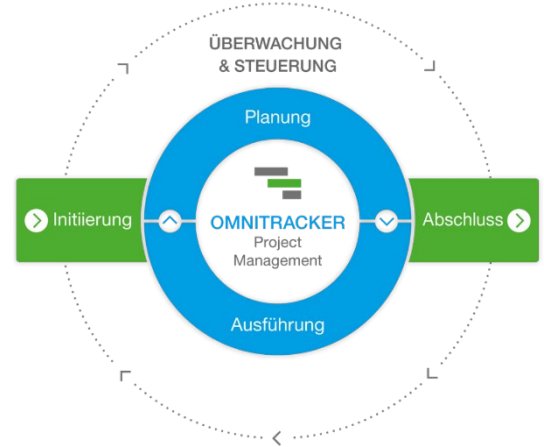 ÜBERWACHUNG
& STEUERUNG
Planung
Initiierung
OMNITRACKER
Project
Management
Abschluss
Ausführung